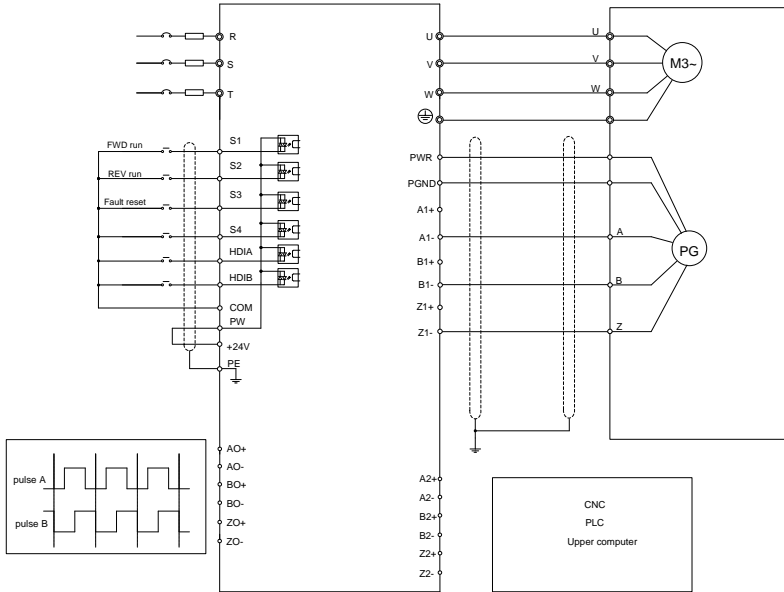 R
S
T
FWD run
REV run
Fault reset
S1
S2
S3
S4
HDIA
HDIB
COM
PW
+24V
PE
U
V
W
U
V
W
M3~
PWR
PGND
A1+
A1-
B1+
B1-
Z1+
Z1-
A
B
Z
PG
pulse A
pulse B
AO+
AO-
BO+
BO-
ZO+
ZO-
A2+
A2-
B2+
B2-
Z2+
Z2-
CNC
PLC
Upper computer